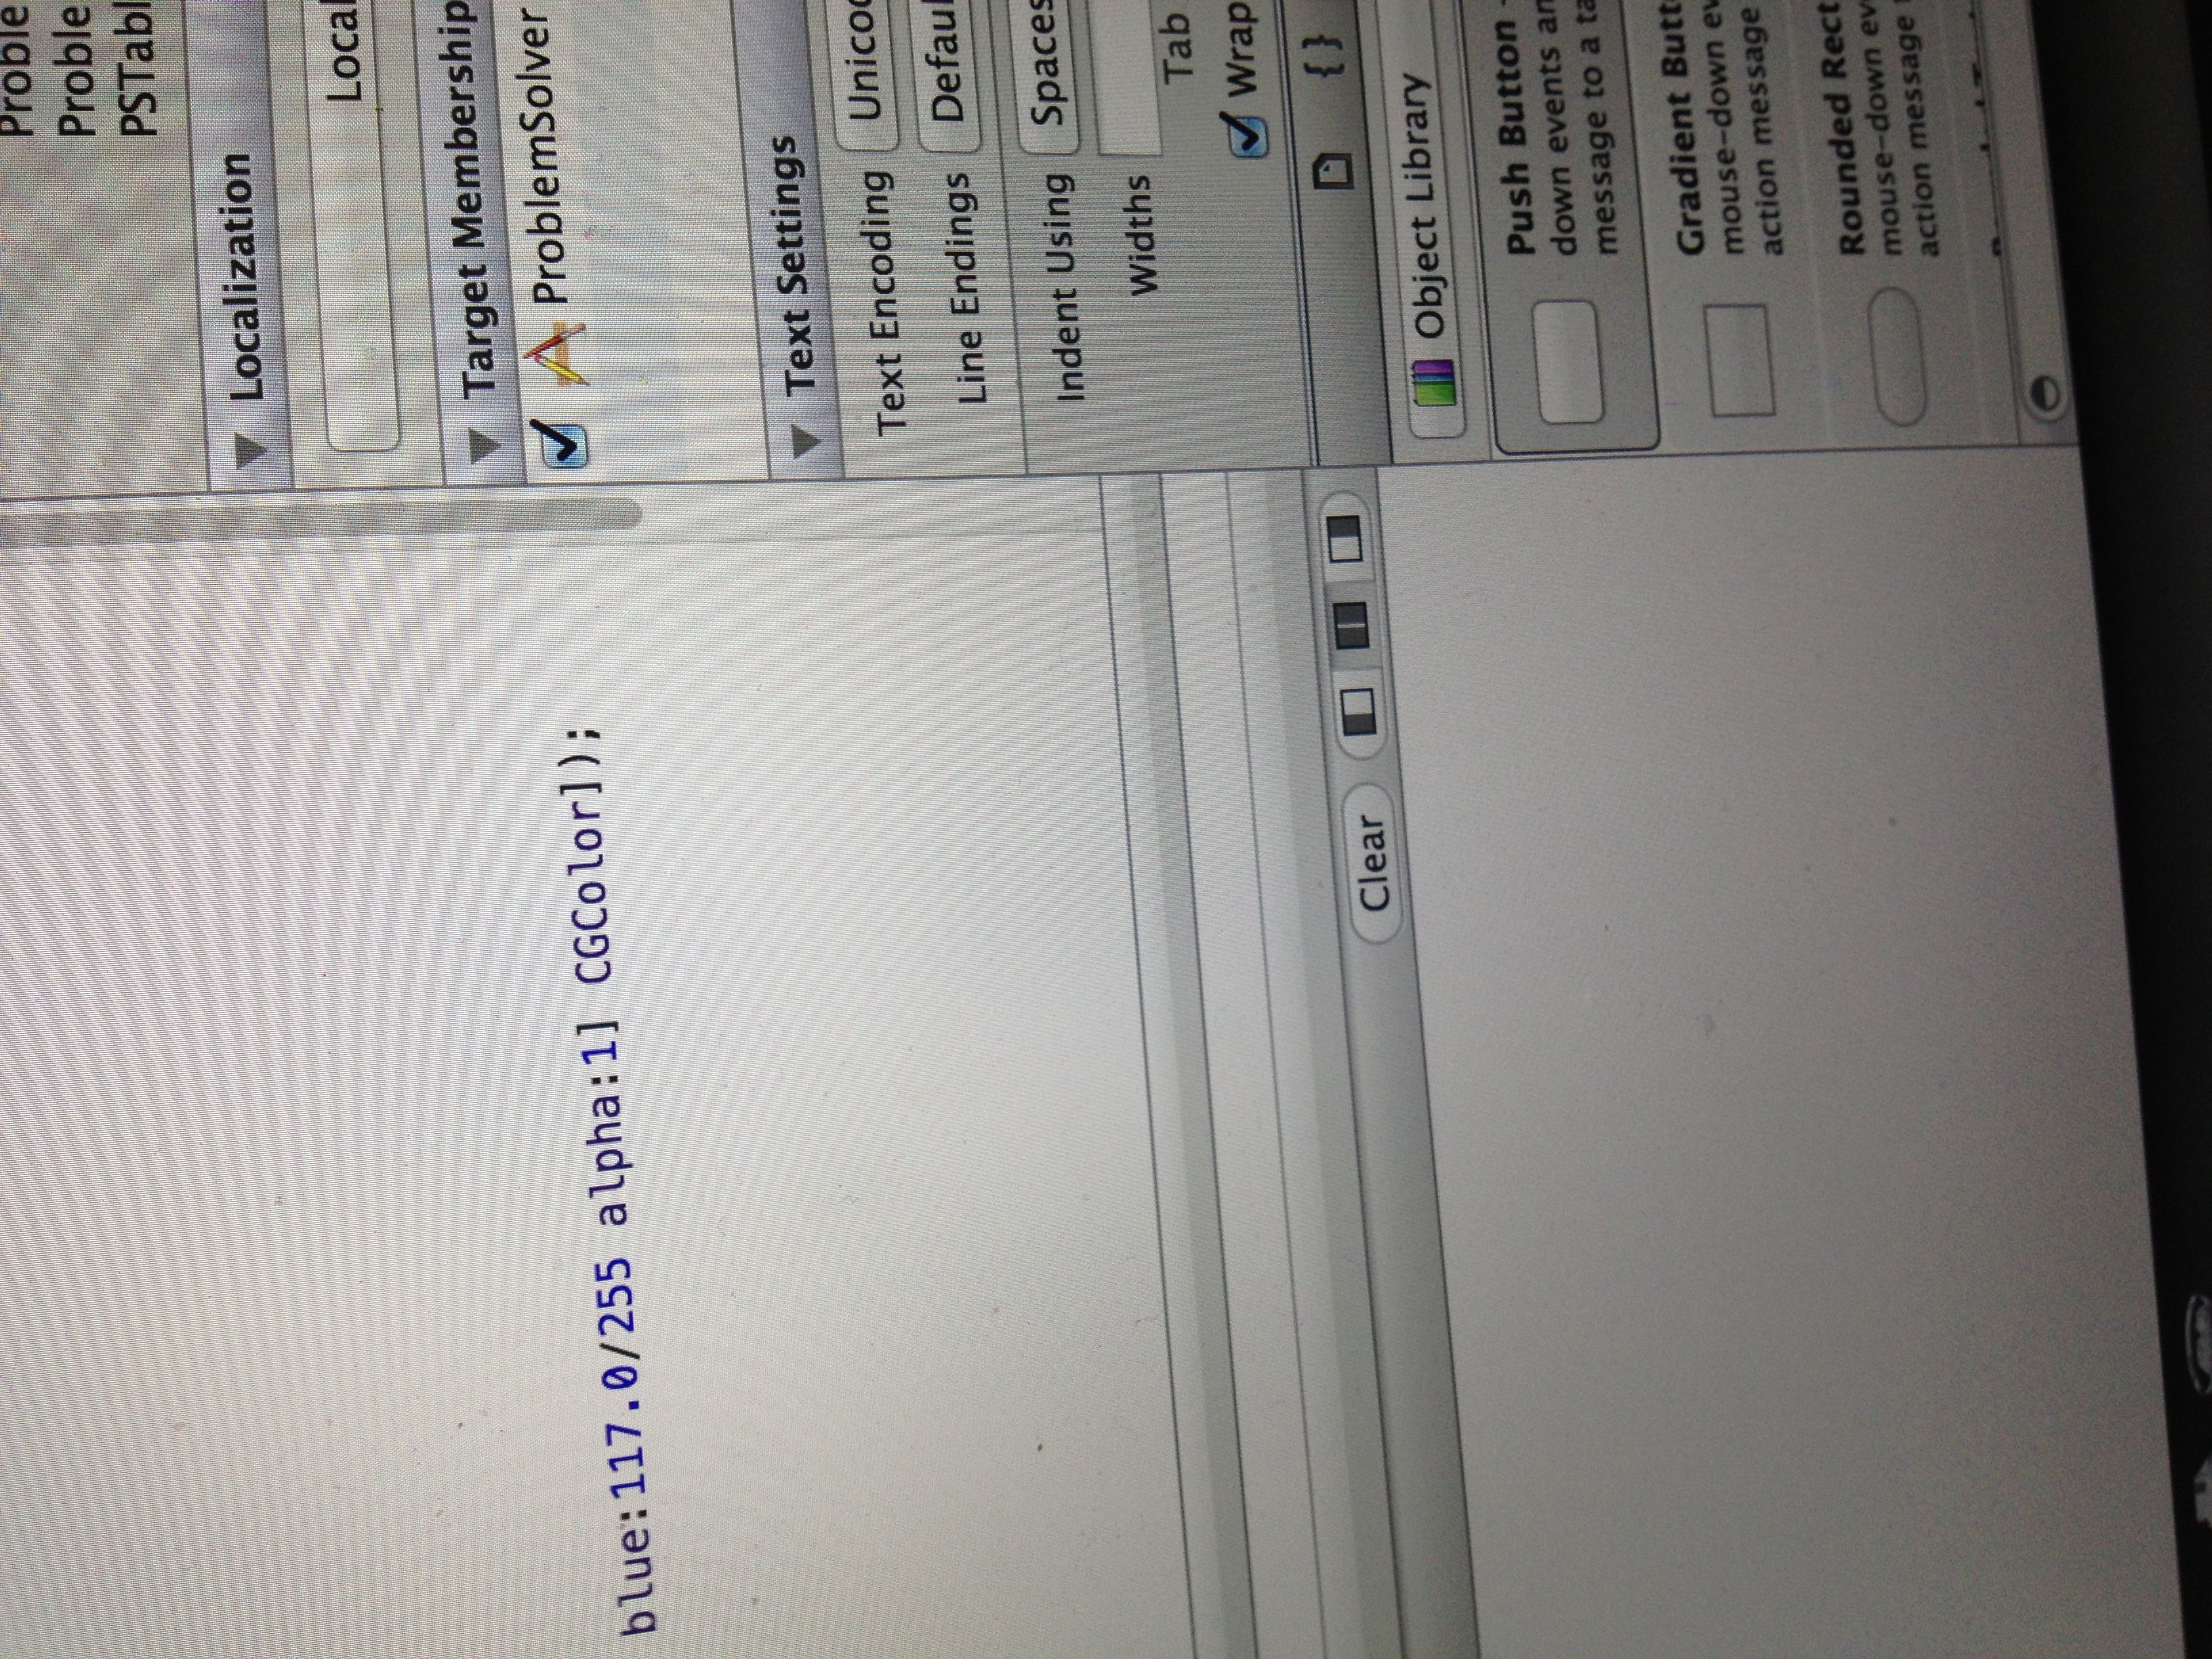 Proble
Proble
PSTabl
Localization
Local
Target Membership
ProblemSolver
blue:117.0/255 alpha:1] CGColor]);
Text Settings
Text Encoding Unico
Line Endings Defaul
Indent Using Spaces
Widths
Tab
Wrap
{}
Clear
Object Library
Push Button -
down events an
message to a ta
Gradient Butt
mouse-down ev
action message
Rounded Rect
mouse-down ev
action message